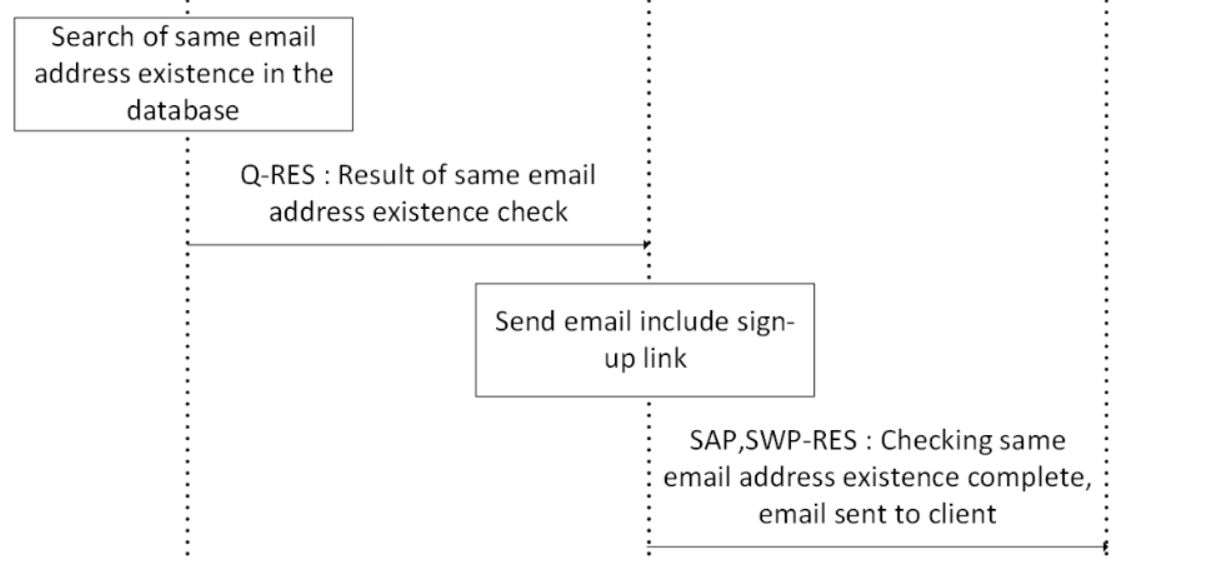 Search of same email
address existence in the
database
Q-RES : Result of same email
address existence check
Send email include sign-
up link
SAP,SWP-RES : Checking same
email address existence complete,
email sent to client